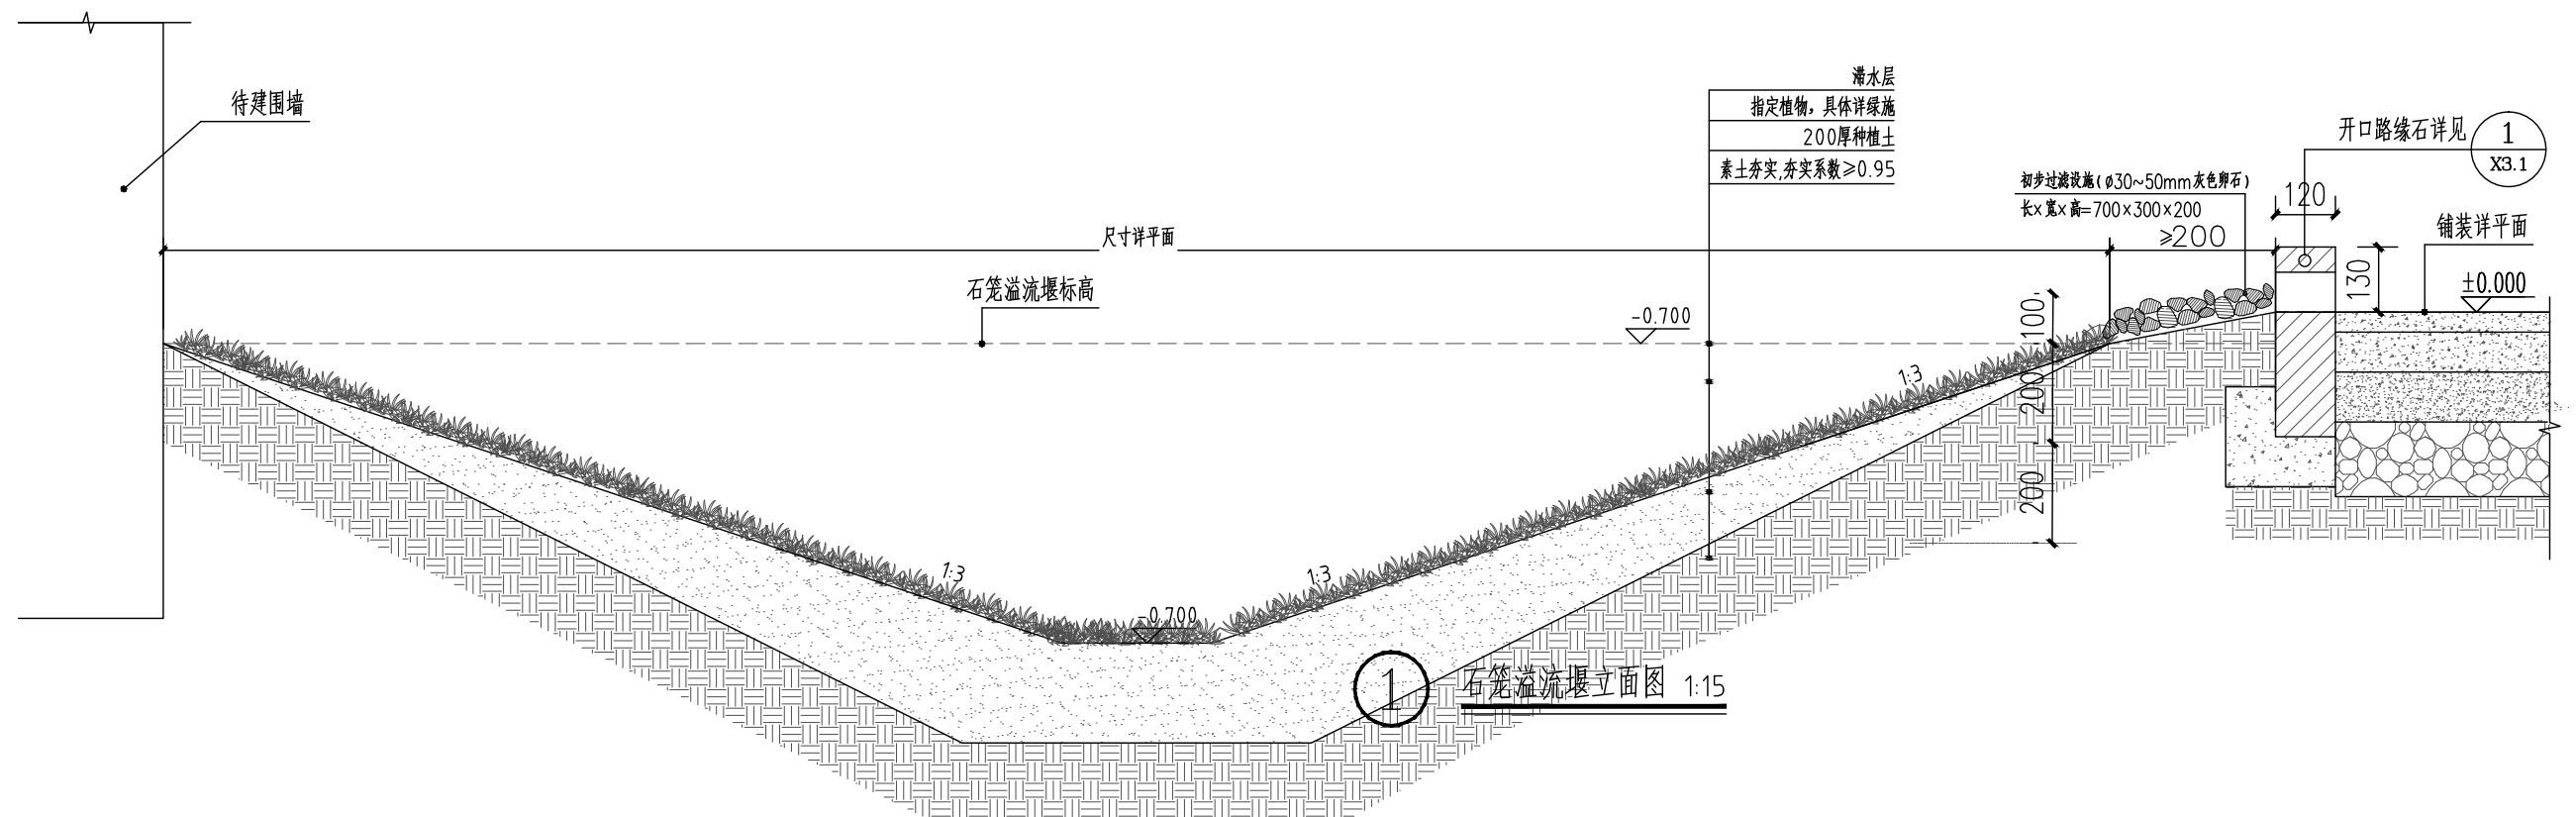 待建围墙
滞水层
指定植物，具体详绿施
200厚种植土
素土夯实,夯实系数≥0.95
开口路缘石详见
1
X3.1
初步过滤设施(ø30~50mm灰色卵石)
长×宽×高=700×300×200
120
≥200
尺寸详平面
铺装详平面
130
±0.000
石笼溢流堰标高
-0.700
100
200
200
1:3
1:3
1:3
-0.700
1
石笼溢流堰立面图 1:15